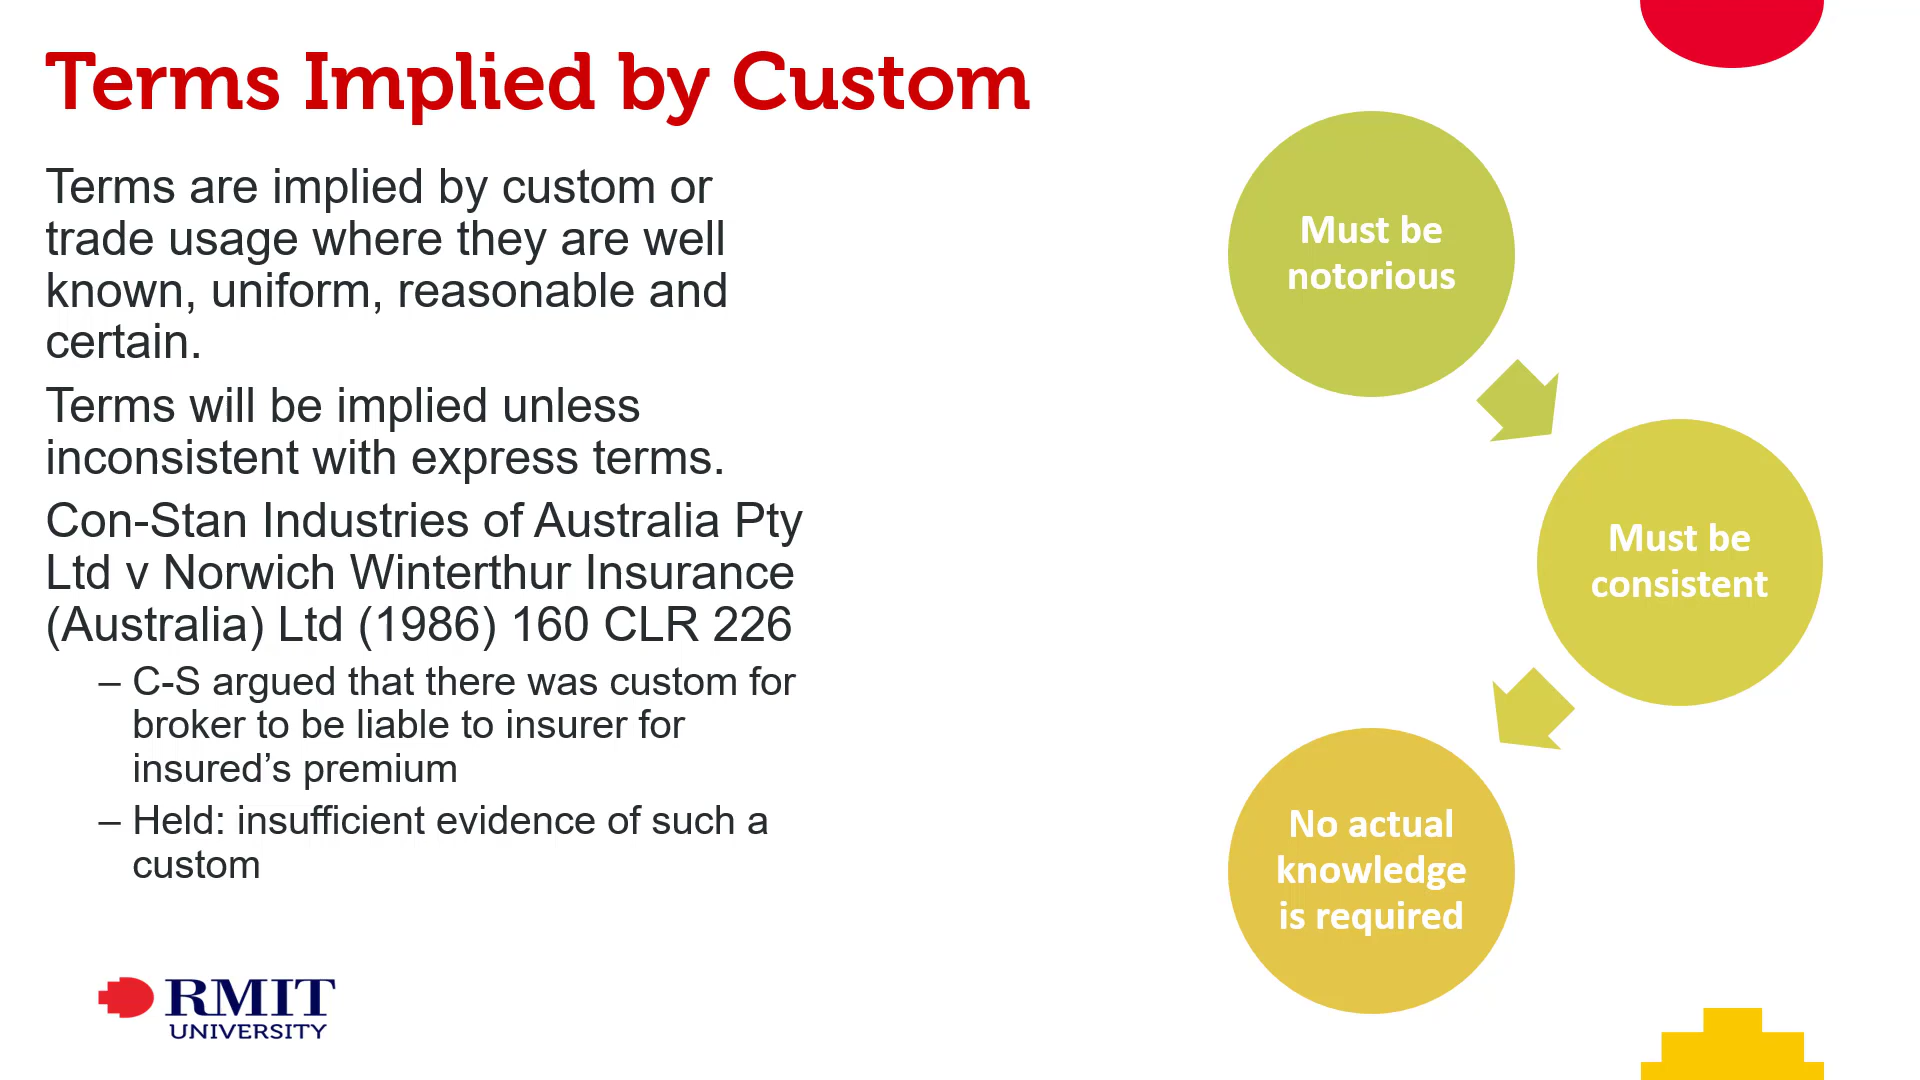 Terms Implied by Custom
Terms are implied by custom or
trade usage where they are well
known, uniform, reasonable and
certain.
Terms will be implied unless
inconsistent with express terms.
Con-Stan Industries of Australia Pty
Ltd v Norwich Winterthur Insurance
(Australia) Ltd (1986) 160 CLR 226
– C-S argued that there was custom for
broker to be liable to insurer for
insured’s premium
– Held: insufficient evidence of such a
custom
Must be
notorious
Must be
consistent
No actual
knowledge
is required
RMIT
UNIVERSITY